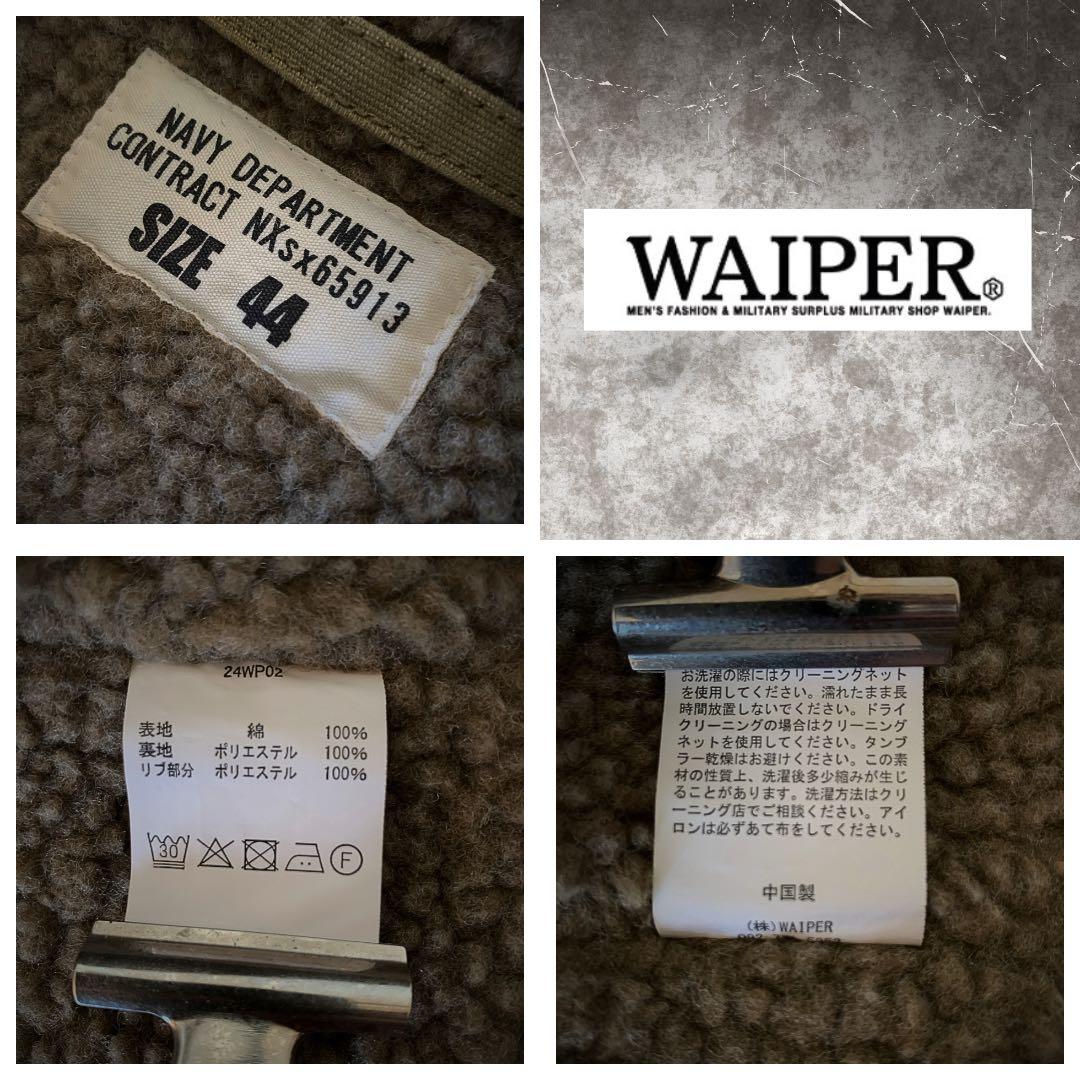 NAVY DEPARTMENT
CONTRACT NXsx65913
SIZE 44
WAIPER®
MEN'S FASHION & MILITARY SURPLUS MILITARY SHOP WAIPER.
24WP02
表地 綿 100%
裏地 ポリエステル 100%
リブ部分 ポリエステル 100%
30
F
お洗濯の際にはクリーニングネット
を使用してください。濡れたまま長
時間放置しないでください。ドライ
クリーニングの場合はクリーニング
ネットを使用してください。タンブ
ラー乾燥はお避けください。この素
材の性質上、洗濯後多少縮みが生じ
ることがあります。洗濯方法はクリ
ーニング店でご相談ください。アイ
ロンは必ずあて布をしてください。
中国製
(株)WAIPER